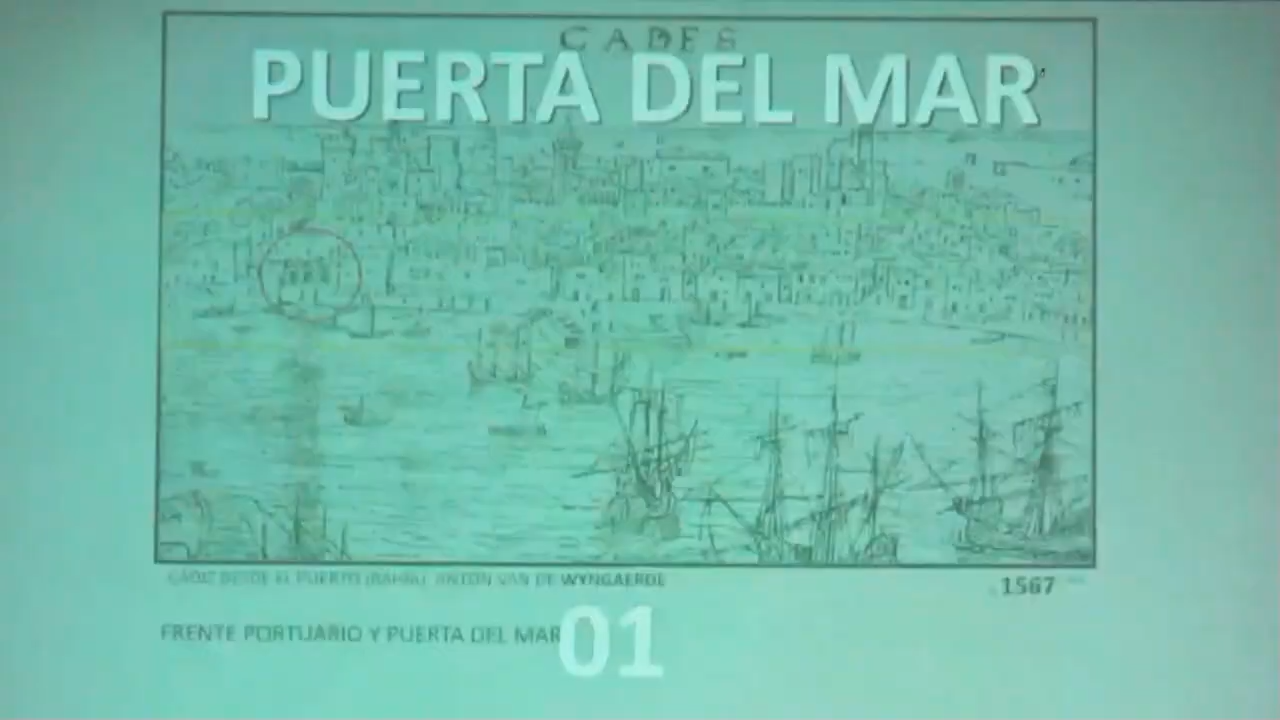 CADES
PUERTA DEL MAR
CADIZ DESDE EL PUERTO (BAHIA). ANTON VAN DE WYNGAERDE
1567
FRENTE PORTUARIO Y PUERTA DEL MAR
01